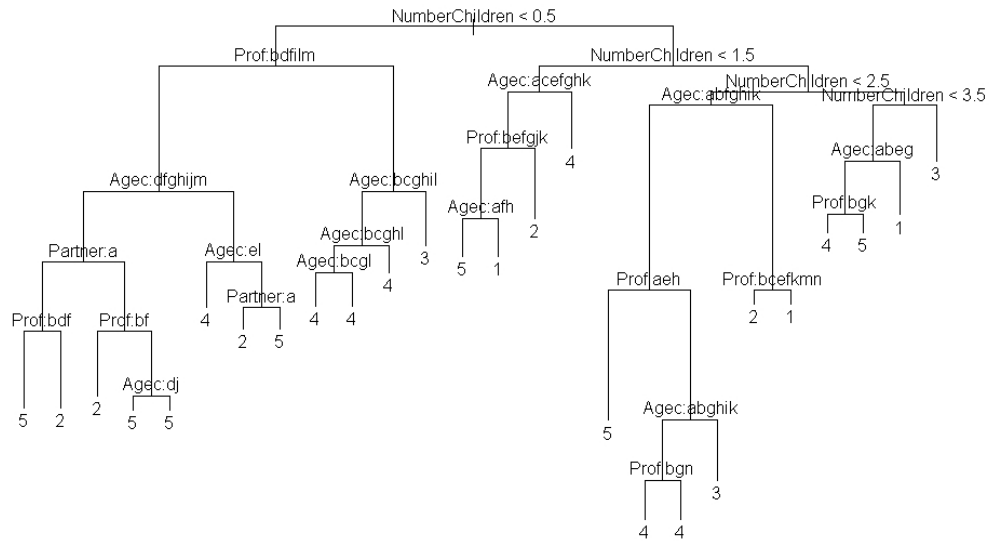 NumberChildren < 0.5
Prof:bdfilm
NumberChildren < 1.5
Agec:acefghk
NumberChildren < 2.5
Agec:abfghik
NumberChildren < 3.5
Prof:befgjk
4
Agec:abeg
3
Agec:dfghijm
Agec:bcghil
Agec:afh
2
Prof:bgk
1
5
1
4
5
Partner:a
Agec:el
Agec:bcghl
3
Agec:bcgl
4
Prof:aeh
Prof:bcefkmn
4
Partner:a
4
4
2
1
Prof:bdf
Prof:bf
2
5
5
2
2
Agec:dj
5
5
5
Agec:abghik
Prof:bgn
3
4
4